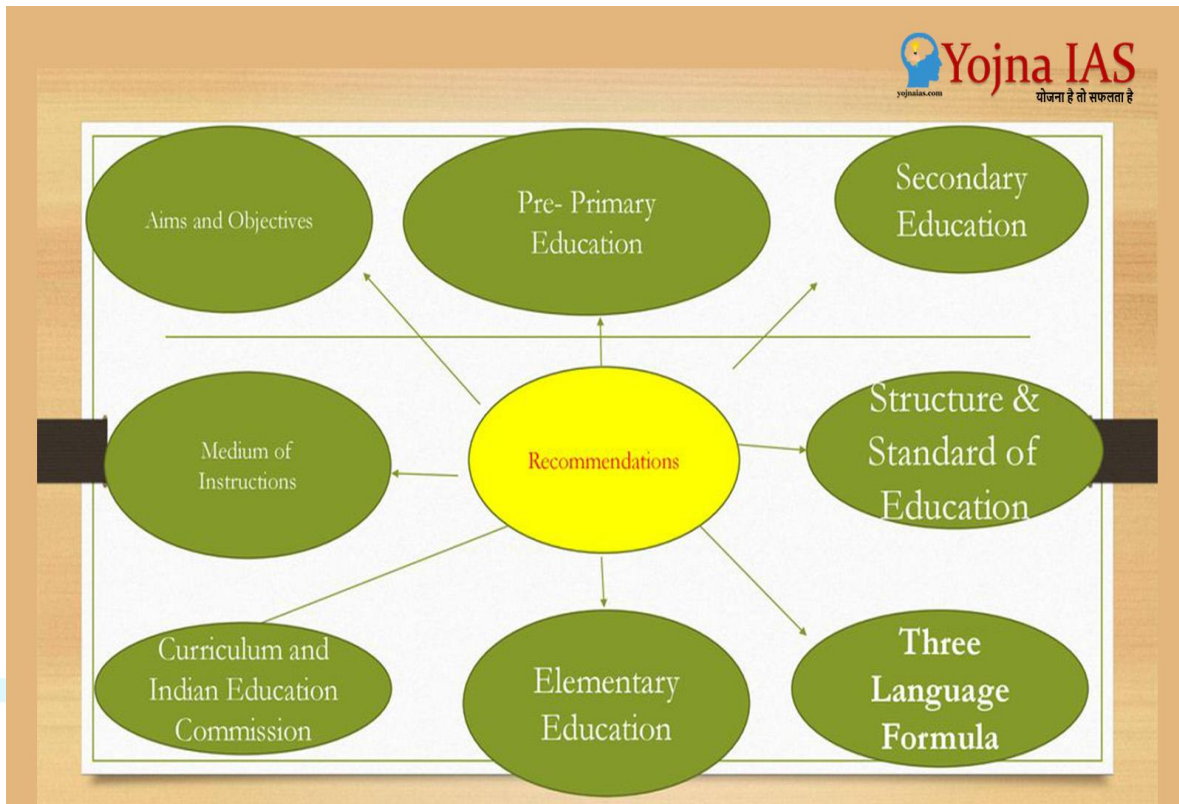 Yojna IAS
yojnaias.com
योजना है तो सफलता है
Aims and Objectives
Pre- Primary
Education
Secondary
Education
Medium of
Instructions
Recommendations
Structure &
Standard of
Education
Curriculum and
Indian Education
Commission
Elementary
Education
Three
Language
Formula